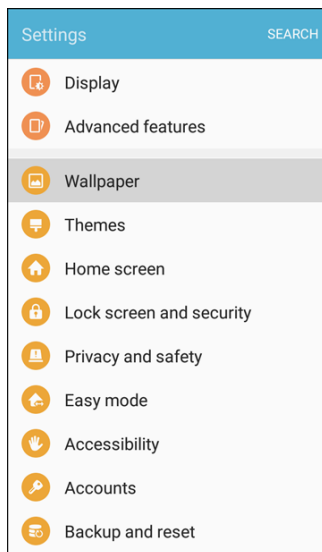 Settings SEARCH
Display
Advanced features
Wallpaper
Themes
Home screen
Lock screen and security
Privacy and safety
Easy mode
Accessibility
Accounts
Backup and reset